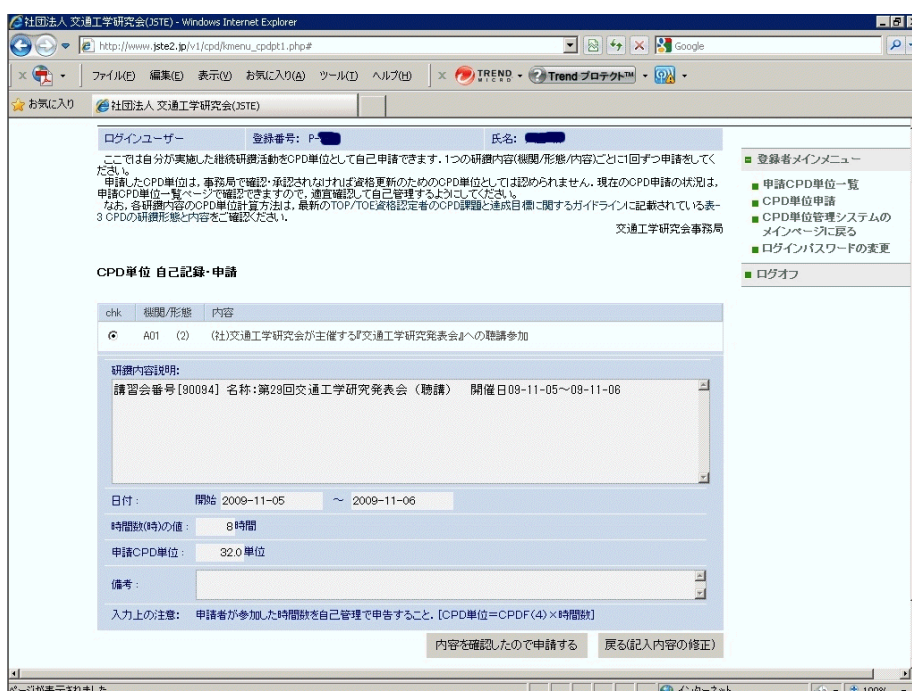 社団法人 交通工学研究会(JSTE) - Windows Internet Explorer
http://www.jste2.jp/v1/cpd/kmenu_cpdpt1.php#
Google
ファイル(F) 編集(E) 表示(V) お気に入り(A) ツール(T) ヘルプ(H)
TREND MICRO
Trend プロテクト™
お気に入り
社団法人 交通工学研究会(JSTE)
ログインユーザー 登録番号: P- 氏名:
ここでは自分が実施した継続研鑽活動をCPD単位として自己申請できます.1つの研鑽内容(機関/形態/内容)ごとに1回ずつ申請をしてく
ださい.
申請したCPD単位は,事務局で確認・承認されなければ資格更新のためのCPD単位としては認められません.現在のCPD申請の状況は,
申請CPD単位一覧ページで確認できますので,適宜確認して自己管理するようにしてください.
なお,各研鑽内容のCPD単位計算方法は,最新のTOP/TOE資格認定者のCPD課題と達成目標に関するガイドラインに記載されている表-
3 CPDの研鑽形態と内容をご確認ください.
交通工学研究会事務局
登録者メインメニュー
申請CPD単位一覧
CPD単位申請
CPD単位管理システムの
メインページに戻る
ログインパスワードの変更
ログオフ
CPD単位 自己記録・申請
chk 機関/形態 内容
A01 (2) (社)交通工学研究会が主催する『交通工学研究発表会』への聴講参加
研鑽内容説明:
講習会番号[90094] 名称:第29回交通工学研究発表会(聴講) 開催日09-11-05~09-11-06
日付: 開始 2009-11-05 ~ 2009-11-06
時間数(時)の値: 8時間
申請CPD単位: 32.0単位
備考:
入力上の注意: 申請者が参加した時間数を自己管理で申告すること.[CPD単位=CPDF(4)×時間数]
内容を確認したので申請する 戻る(記入内容の修正)
ページが表示されました
インターネット
100%